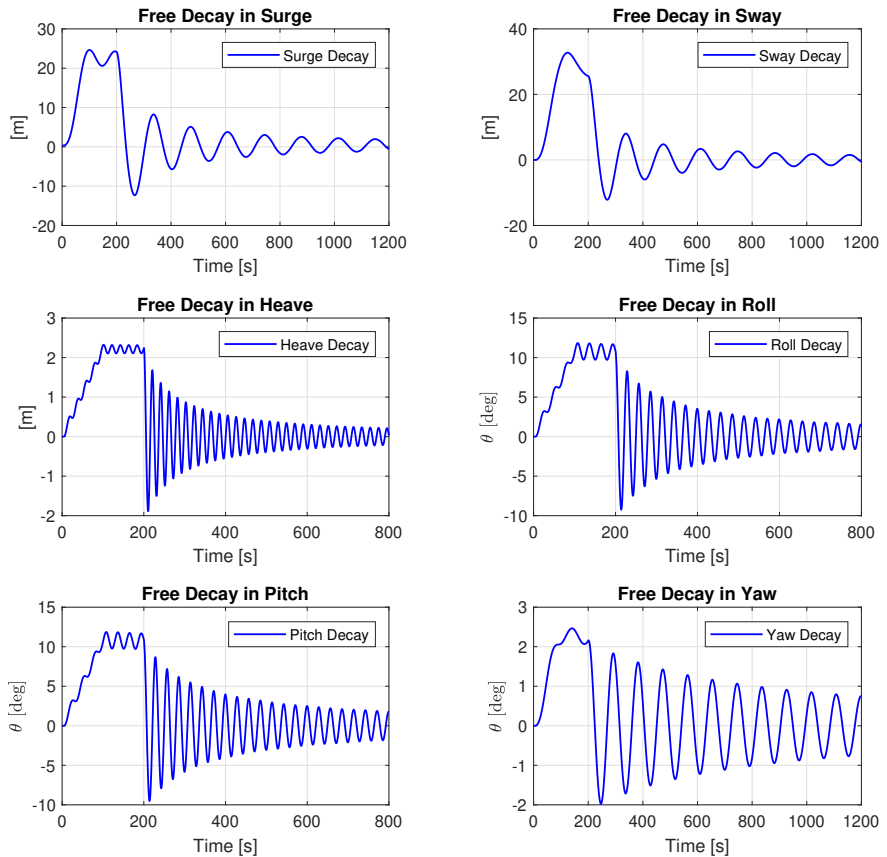 Free Decay in Surge
30
20
10
0
-10
-20
[m]
Surge Decay
0 200 400 600 800 1000 1200
Time [s]
Free Decay in Sway
40
20
0
-20
-40
[m]
Sway Decay
0 200 400 600 800 1000 1200
Time [s]
Free Decay in Heave
3
2
1
0
-1
-2
[m]
Heave Decay
0 200 400 600 800
Time [s]
Free Decay in Roll
15
10
5
0
-5
-10
θ [deg]
Roll Decay
0 200 400 600 800
Time [s]
Free Decay in Pitch
15
10
5
0
-5
-10
θ [deg]
Pitch Decay
0 200 400 600 800
Time [s]
Free Decay in Yaw
3
2
1
0
-1
-2
θ [deg]
Yaw Decay
0 200 400 600 800 1000 1200
Time [s]